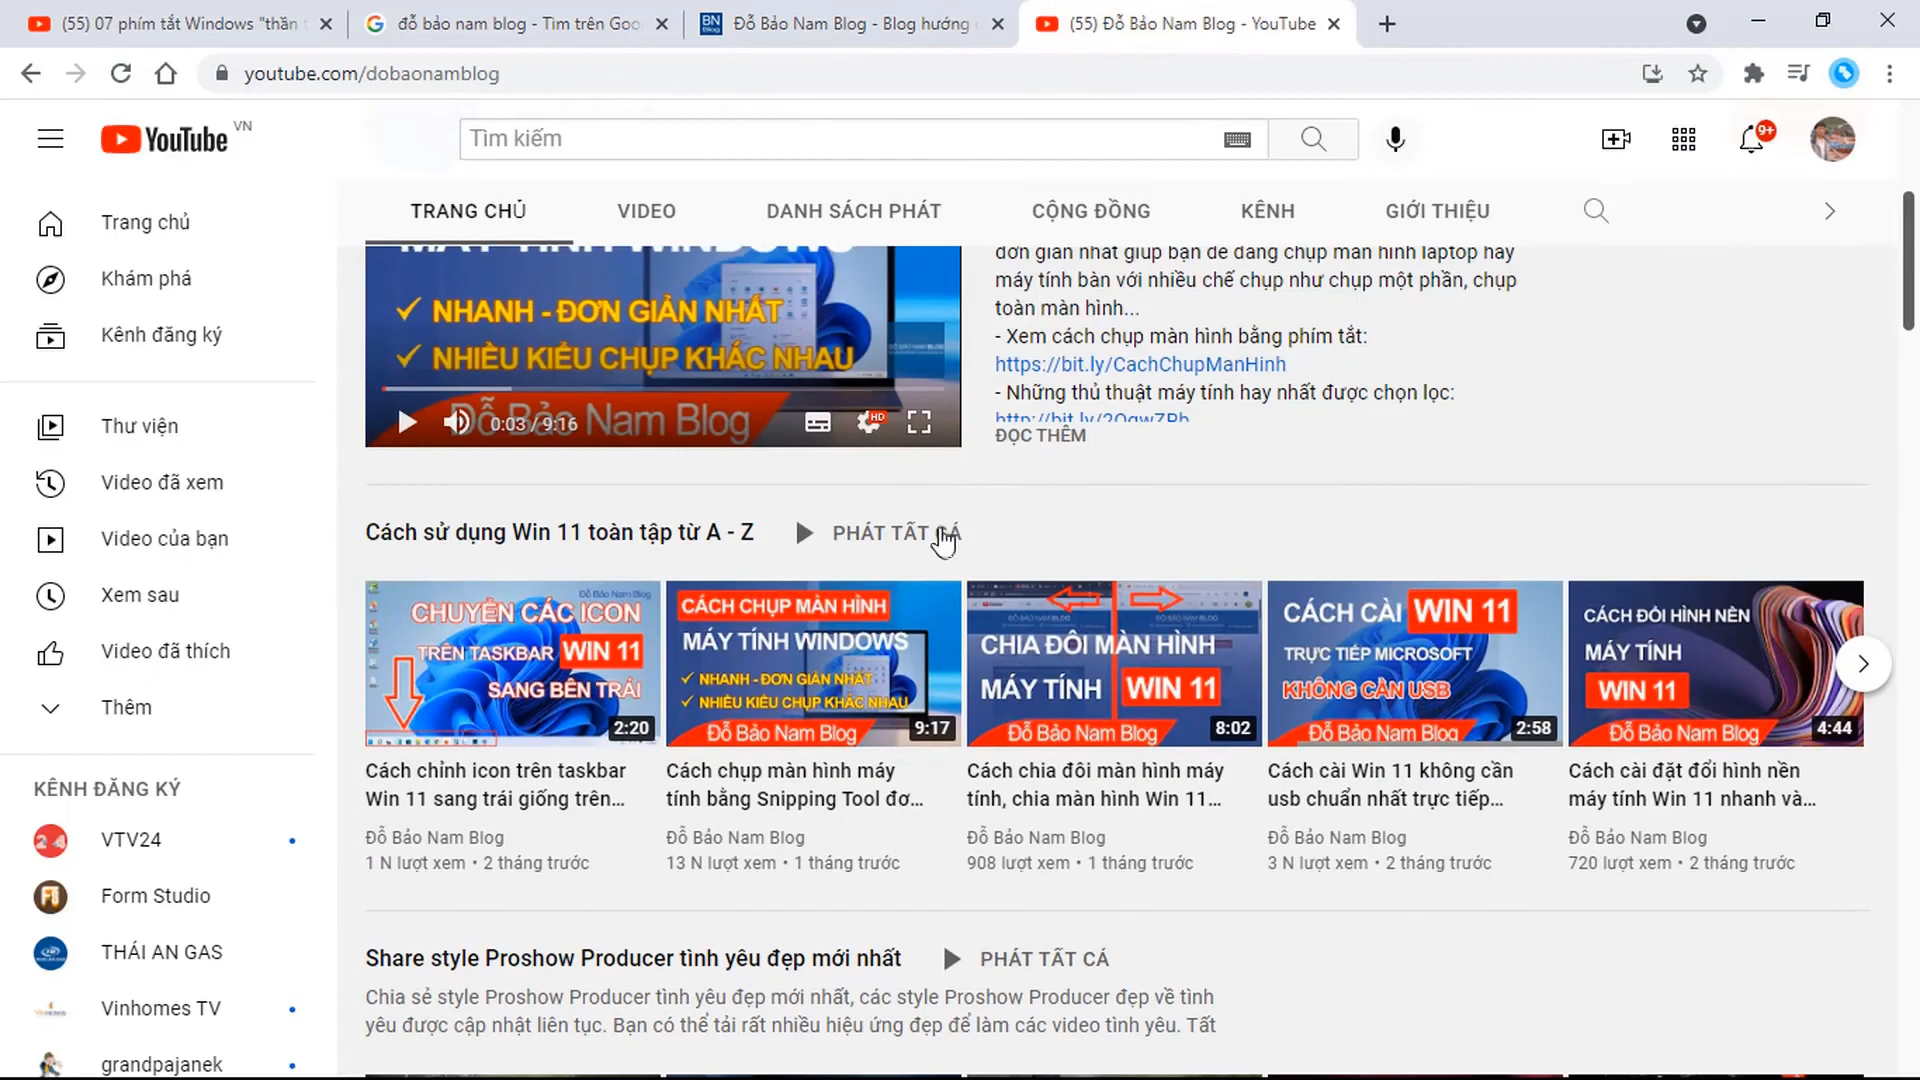 (55) 07 phím tắt Windows "thần t
đỗ bảo nam blog - Tìm trên Goo
Đỗ Bảo Nam Blog - Blog hướng
(55) Đỗ Bảo Nam Blog - YouTube
youtube.com/dobaonamblog
YouTube VN
Tìm kiếm
9+
TRANG CHỦ
VIDEO
DANH SÁCH PHÁT
CỘNG ĐỒNG
KÊNH
GIỚI THIỆU
Trang chủ
Khám phá
Kênh đăng ký
Thư viện
Video đã xem
Video của bạn
Xem sau
Video đã thích
Thêm
KÊNH ĐĂNG KÝ
VTV24
Form Studio
THÁI AN GAS
Vinhomes TV
grandpajanek
MÁY TÍNH WINDOWS
NHANH - ĐƠN GIẢN NHẤT
NHIỀU KIỂU CHỤP KHÁC NHAU
Đỗ Bảo Nam Blog
0:03 / 9:16
HD
đơn giản nhất giúp bạn dễ dàng chụp màn hình laptop hay
máy tính bàn với nhiều chế chụp như chụp một phần, chụp
toàn màn hình...
- Xem cách chụp màn hình bằng phím tắt:
https://bit.ly/CachChupManHinh
- Những thủ thuật máy tính hay nhất được chọn lọc:
ĐỌC THÊM
Cách sử dụng Win 11 toàn tập từ A - Z
PHÁT TẤT CẢ
Đỗ Bảo Nam Blog
CHUYỂN CÁC ICON
TRÊN TASKBAR WIN 11
SANG BÊN TRÁI
2:20
Cách chỉnh icon trên taskbar
Win 11 sang trái giống trên...
Đỗ Bảo Nam Blog
1 N lượt xem • 2 tháng trước
CÁCH CHỤP MÀN HÌNH
MÁY TÍNH WINDOWS
NHANH - ĐƠN GIẢN NHẤT
NHIỀU KIỂU CHỤP KHÁC NHAU
Đỗ Bảo Nam Blog
9:17
Cách chụp màn hình máy
tính bằng Snipping Tool đơ...
Đỗ Bảo Nam Blog
13 N lượt xem • 1 tháng trước
CHIA ĐÔI MÀN HÌNH
MÁY TÍNH WIN 11
Đỗ Bảo Nam Blog
8:02
Cách chia đôi màn hình máy
tính, chia màn hình Win 11...
Đỗ Bảo Nam Blog
908 lượt xem • 1 tháng trước
CÁCH CÀI WIN 11
TRỰC TIẾP MICROSOFT
KHÔNG CẦN USB
Đỗ Bảo Nam Blog
2:58
Cách cài Win 11 không cần
usb chuẩn nhất trực tiếp...
Đỗ Bảo Nam Blog
3 N lượt xem • 2 tháng trước
CÁCH ĐỔI HÌNH NỀN
MÁY TÍNH
WIN 11
Đỗ Bảo Nam Blog
4:44
Cách cài đặt đổi hình nền
máy tính Win 11 nhanh và...
Đỗ Bảo Nam Blog
720 lượt xem • 2 tháng trước
Share style Proshow Producer tình yêu đẹp mới nhất
PHÁT TẤT CẢ
Chia sẻ style Proshow Producer tình yêu đẹp mới nhất, các style Proshow Producer đẹp về tình
yêu được cập nhật liên tục. Bạn có thể tải rất nhiều hiệu ứng đẹp để làm các video tình yêu. Tất